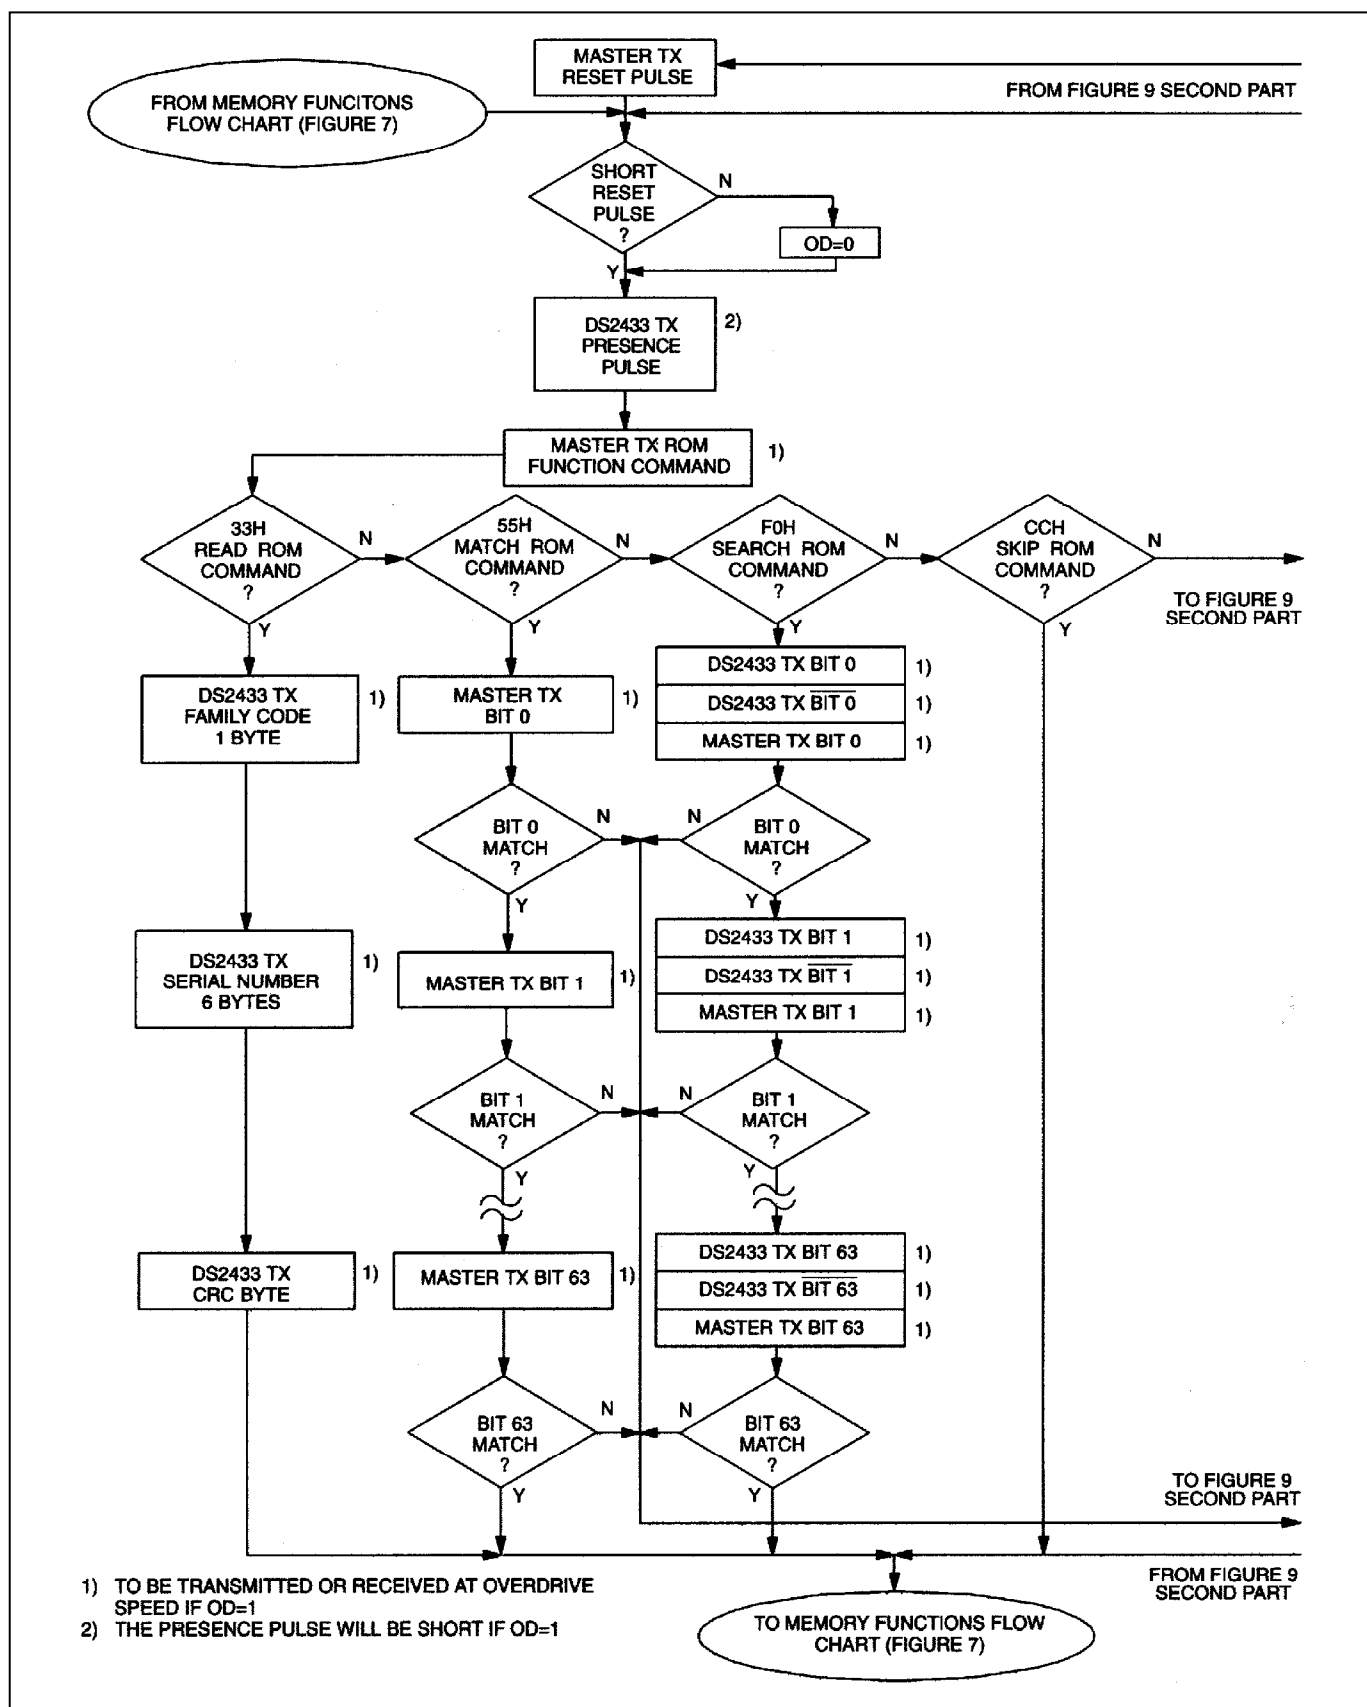 MASTER TX
RESET PULSE
FROM FIGURE 9 SECOND PART
FROM MEMORY FUNCITONS
FLOW CHART (FIGURE 7)
SHORT
RESET
PULSE
?
N
OD=0
Y
DS2433 TX
PRESENCE
PULSE
2)
MASTER TX ROM
FUNCTION COMMAND
1)
33H
READ ROM
COMMAND
?
N
Y
55H
MATCH ROM
COMMAND
?
N
Y
F0H
SEARCH ROM
COMMAND
?
N
Y
CCH
SKIP ROM
COMMAND
?
N
Y
TO FIGURE 9
SECOND PART
DS2433 TX
FAMILY CODE
1 BYTE
1)
MASTER TX
BIT 0
1)
DS2433 TX BIT 0
1)
DS2433 TX BIT 0
1)
MASTER TX BIT 0
1)
BIT 0
MATCH
?
N
Y
BIT 0
MATCH
?
N
Y
DS2433 TX
SERIAL NUMBER
6 BYTES
1)
MASTER TX BIT 1
1)
DS2433 TX BIT 1
1)
DS2433 TX BIT 1
1)
MASTER TX BIT 1
1)
BIT 1
MATCH
?
N
Y
BIT 1
MATCH
?
N
Y
DS2433 TX
CRC BYTE
1)
MASTER TX BIT 63
1)
DS2433 TX BIT 63
1)
DS2433 TX BIT 63
1)
MASTER TX BIT 63
1)
BIT 63
MATCH
?
N
Y
BIT 63
MATCH
?
N
Y
TO FIGURE 9
SECOND PART
FROM FIGURE 9
SECOND PART
1) TO BE TRANSMITTED OR RECEIVED AT OVERDRIVE
SPEED IF OD=1
2) THE PRESENCE PULSE WILL BE SHORT IF OD=1
TO MEMORY FUNCTIONS FLOW
CHART (FIGURE 7)